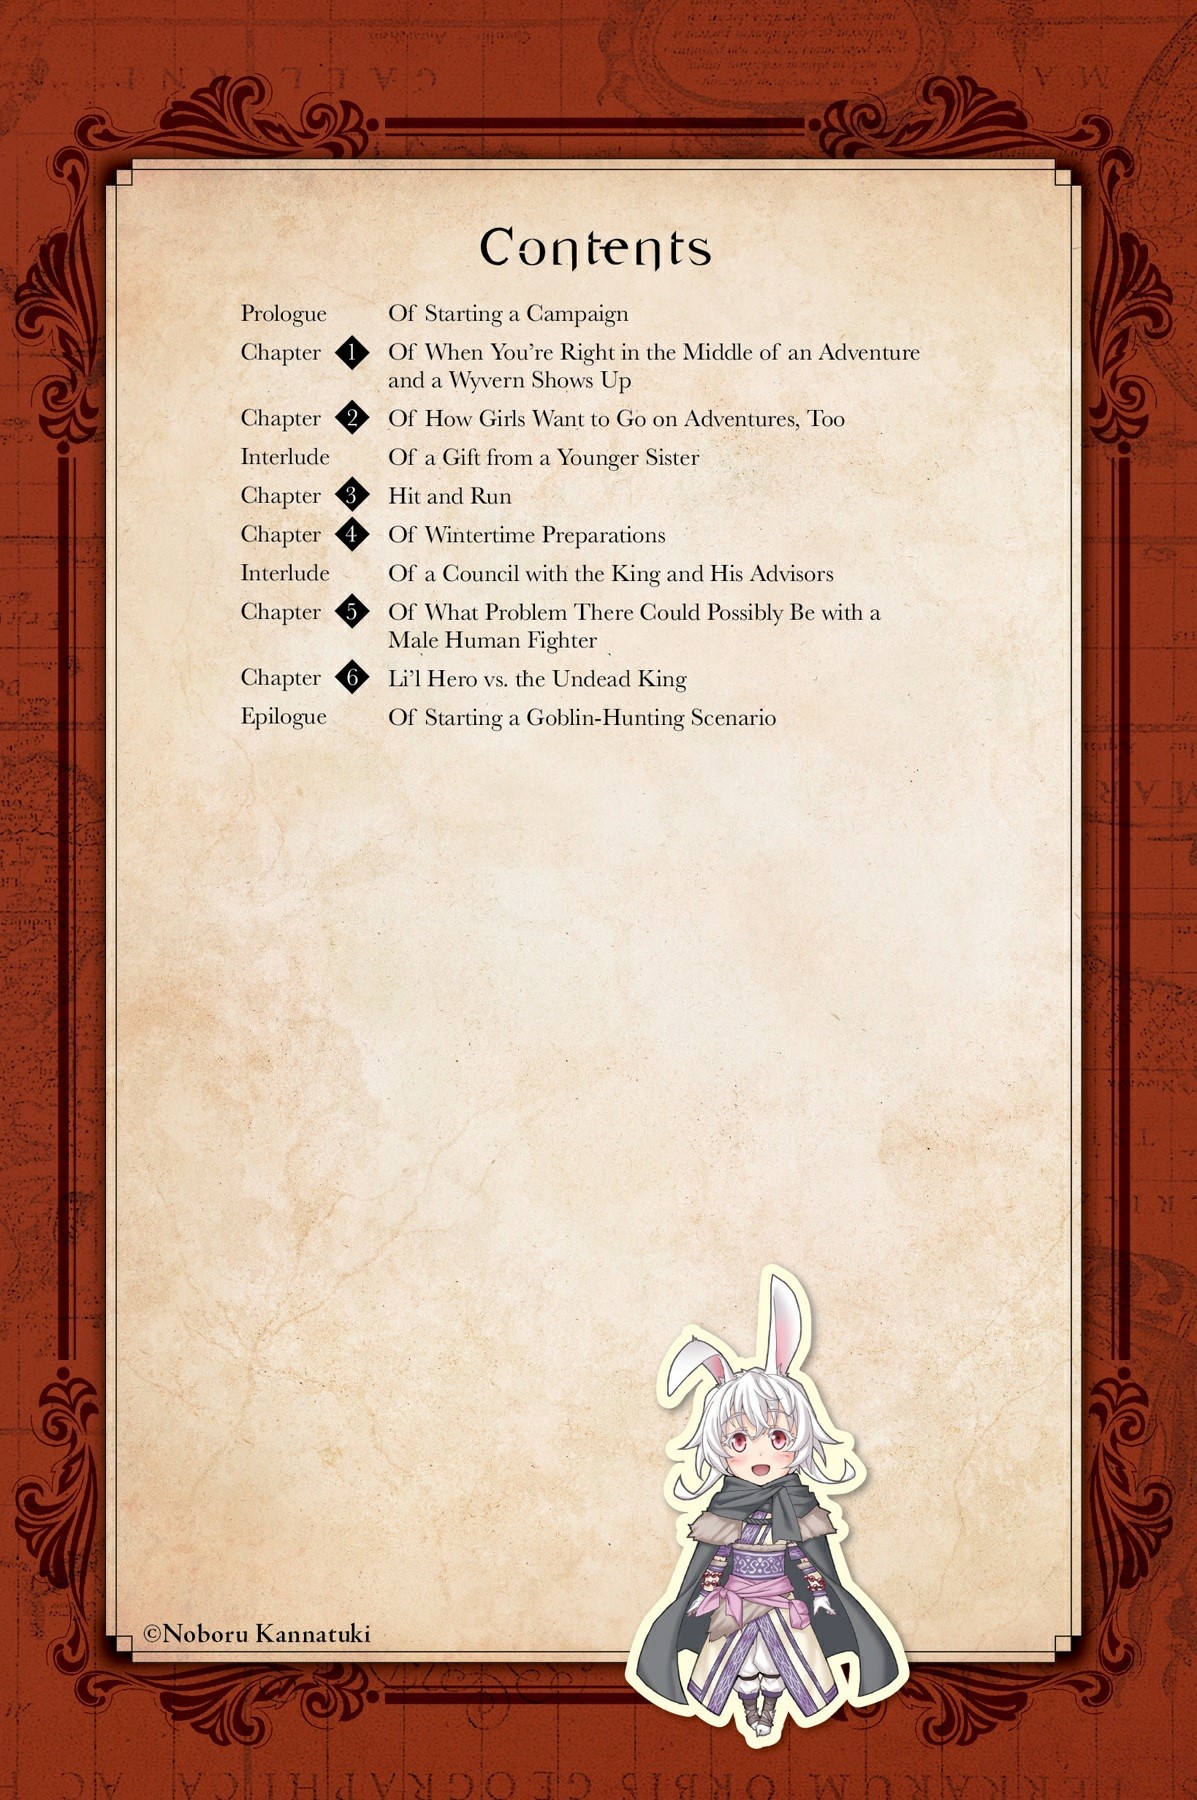 Contents
Prologue Of Starting a Campaign
Chapter 1 Of When You’re Right in the Middle of an Adventure
and a Wyvern Shows Up
Chapter 2 Of How Girls Want to Go on Adventures, Too
Interlude Of a Gift from a Younger Sister
Chapter 3 Hit and Run
Chapter 4 Of Wintertime Preparations
Interlude Of a Council with the King and His Advisors
Chapter 5 Of What Problem There Could Possibly Be with a
Male Human Fighter
Chapter 6 Li’l Hero vs. the Undead King
Epilogue Of Starting a Goblin-Hunting Scenario
©Noboru Kannatuki